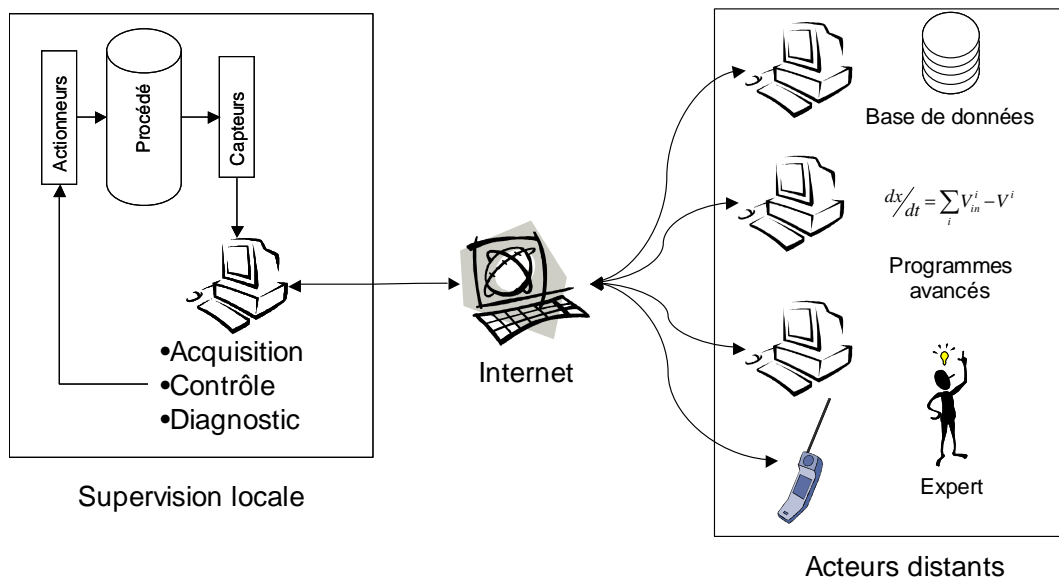 Actionneurs
Procédé
Capteurs
•Acquisition
•Contrôle
•Diagnostic
Supervision locale
Internet
Base de données
dx/dt = ∑_i V_in^i − V^i
Programmes
avancés
Expert
Acteurs distants